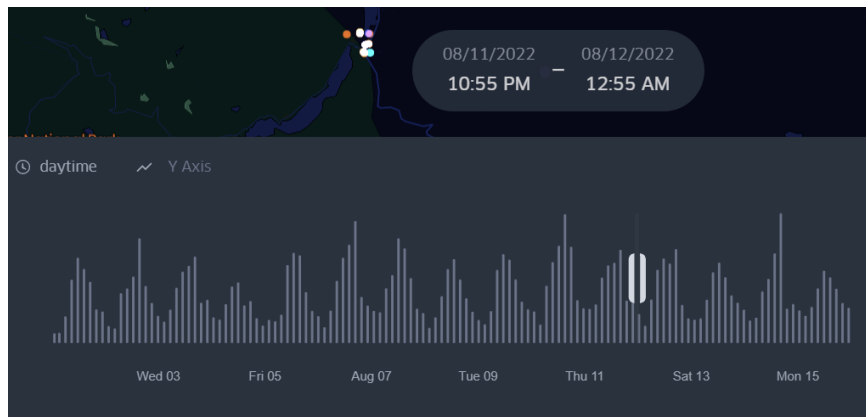 08/11/2022 08/12/2022
10:55 PM – 12:55 AM
daytime Y Axis
Wed 03 Fri 05 Aug 07 Tue 09 Thu 11 Sat 13 Mon 15